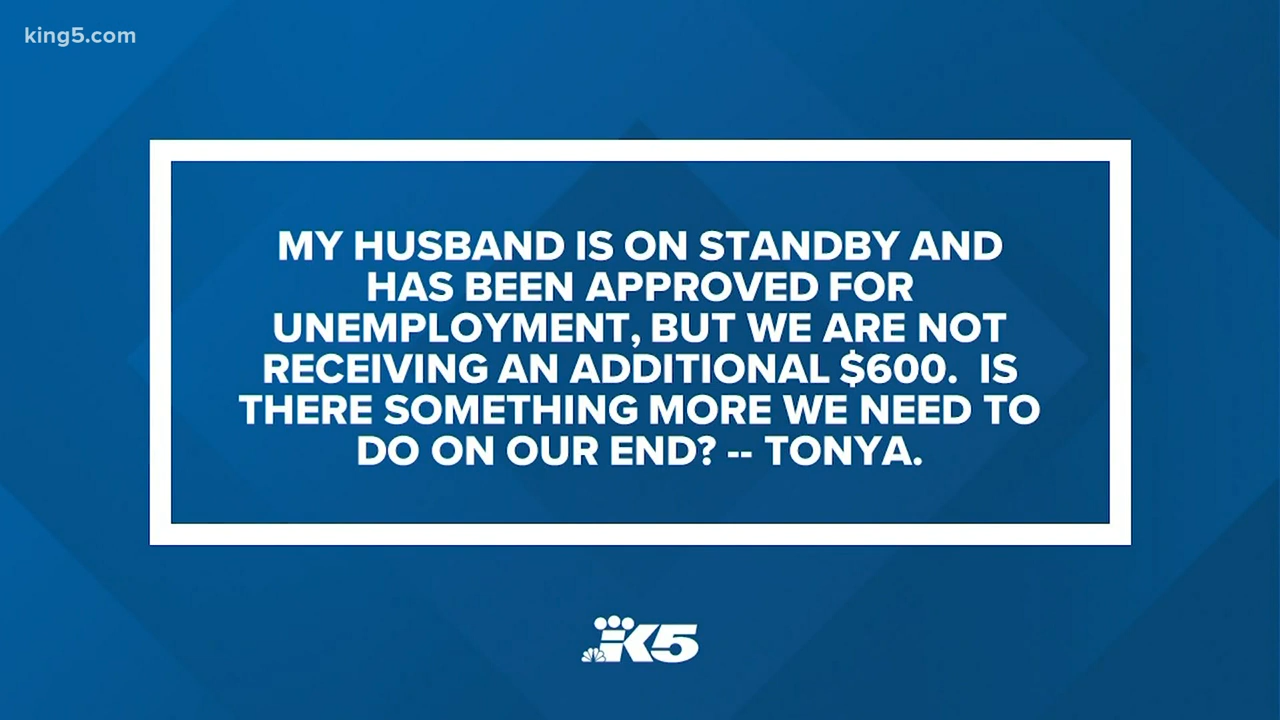 king5.com
MY HUSBAND IS ON STANDBY AND
HAS BEEN APPROVED FOR
UNEMPLOYMENT, BUT WE ARE NOT
RECEIVING AN ADDITIONAL $600.  IS
THERE SOMETHING MORE WE NEED TO
DO ON OUR END? -- TONYA.
K5